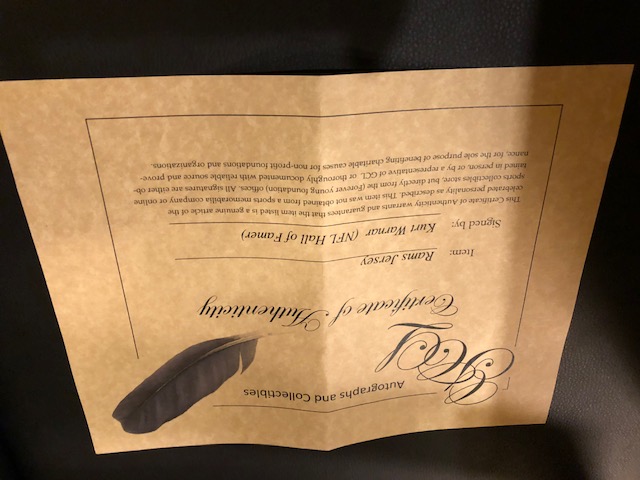 GCL
Autographs and Collectibles
Certificate of Authenticity
Item: Rams Jersey
Signed by: Kurt Warnar (NFL Hall of Famer)
This Certificate of Authenticity warrants and guarantees that the item listed is a genuine article of the
celebrated personality as described. This item was not obtained from a sports memorabilia company or online
sports collectibles store, but directly from the (Forever young foundation) offices. All signatures are either ob-
tained in person, or by a representative of GCL or thoroughly documented with reliable source and prove-
nance, for the sole purpose of benefiting charitable causes for non-profit foundations and organizations.